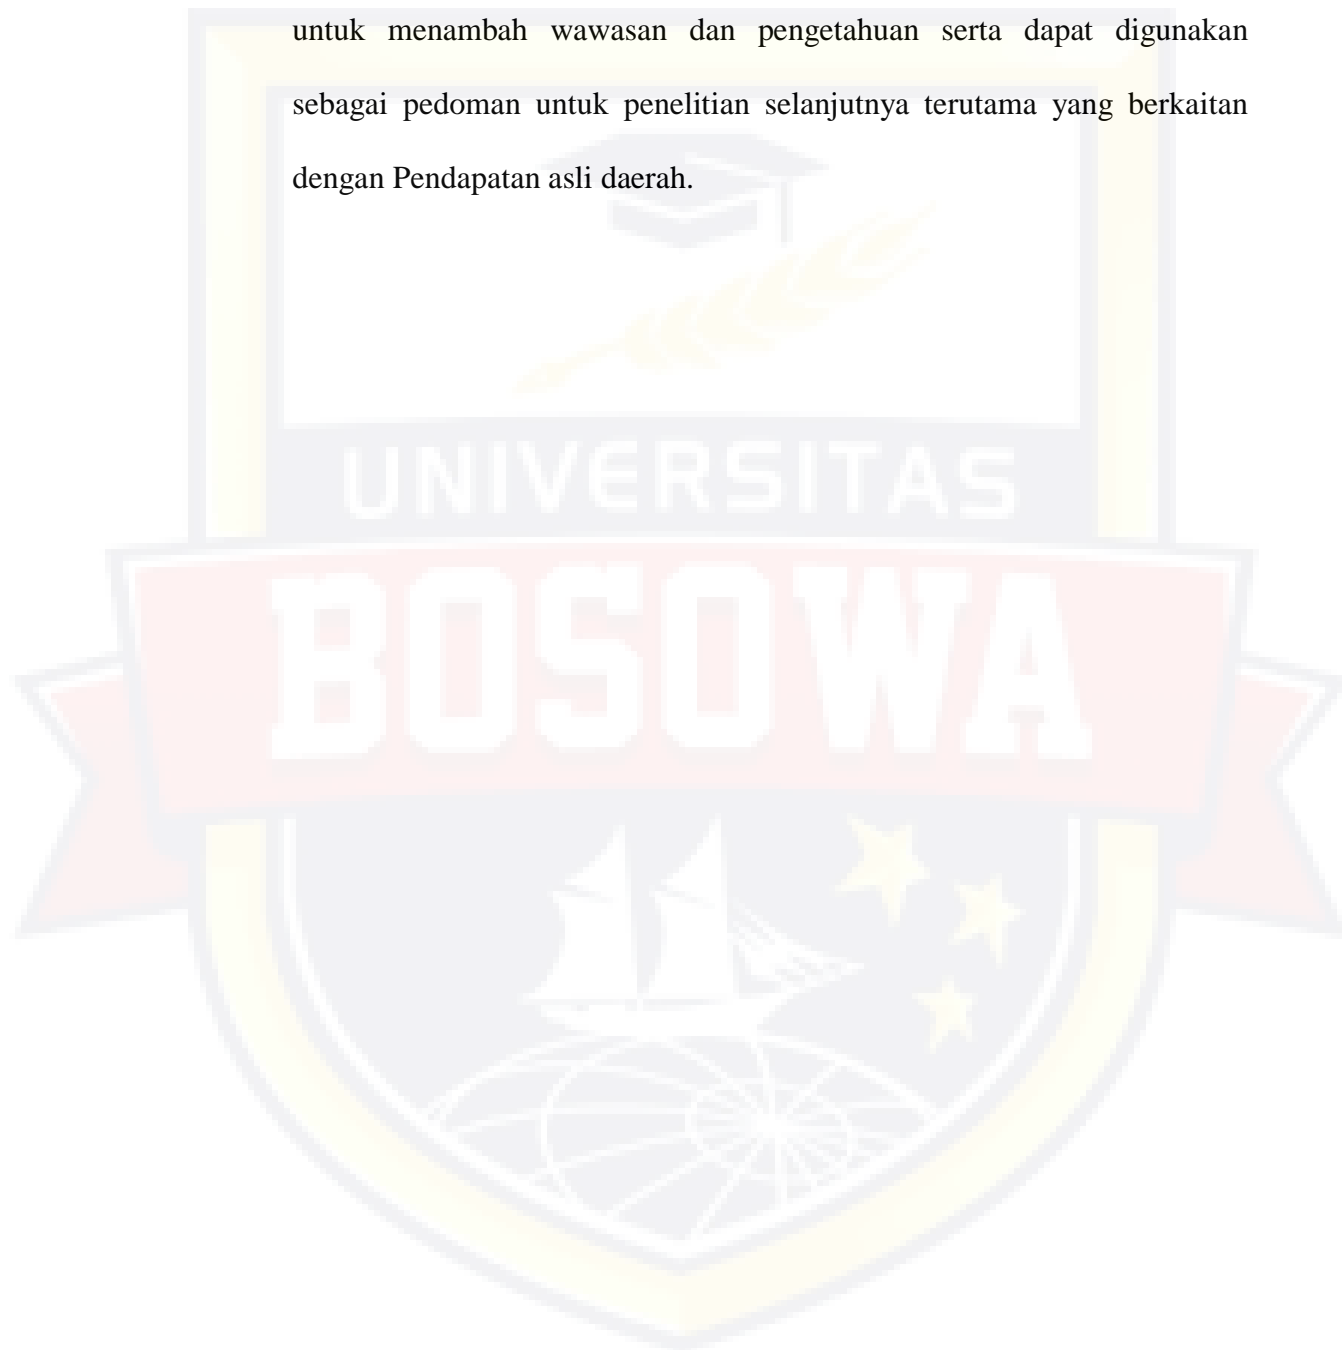 untuk menambah wawasan dan pengetahuan serta dapat digunakan
sebagai pedoman untuk penelitian selanjutnya terutama yang berkaitan
dengan Pendapatan asli daerah.
UNIVERSITAS
BOSOWA